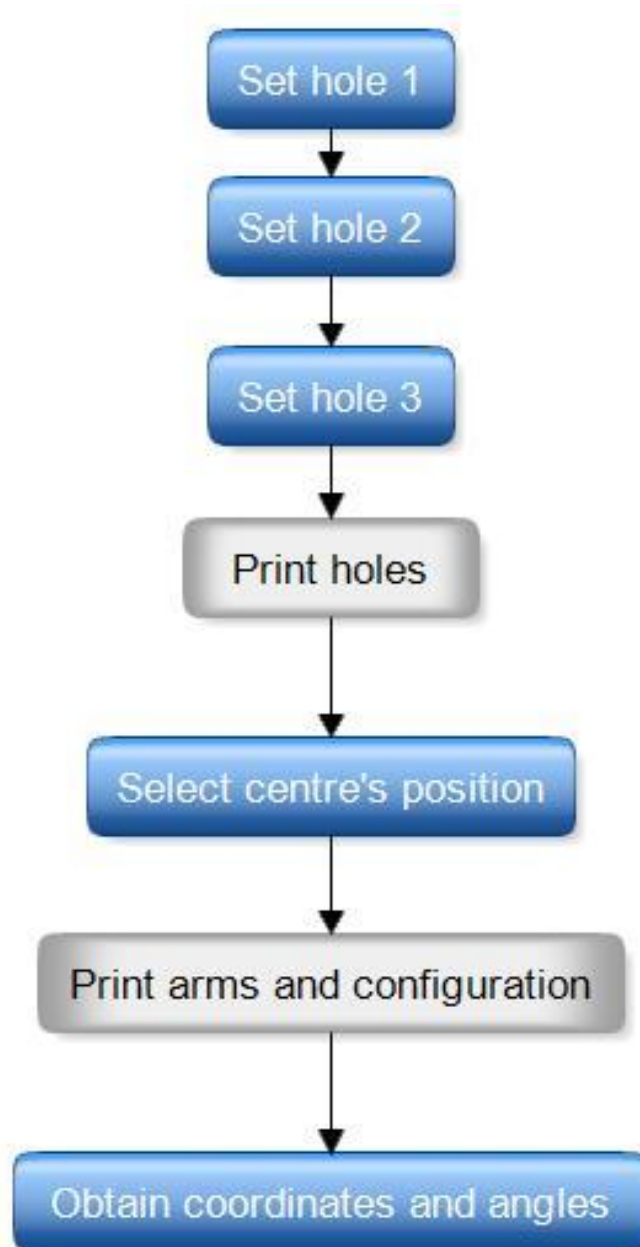 Set hole 1
Set hole 2
Set hole 3
Print holes
Select centre's position
Print arms and configuration
Obtain coordinates and angles